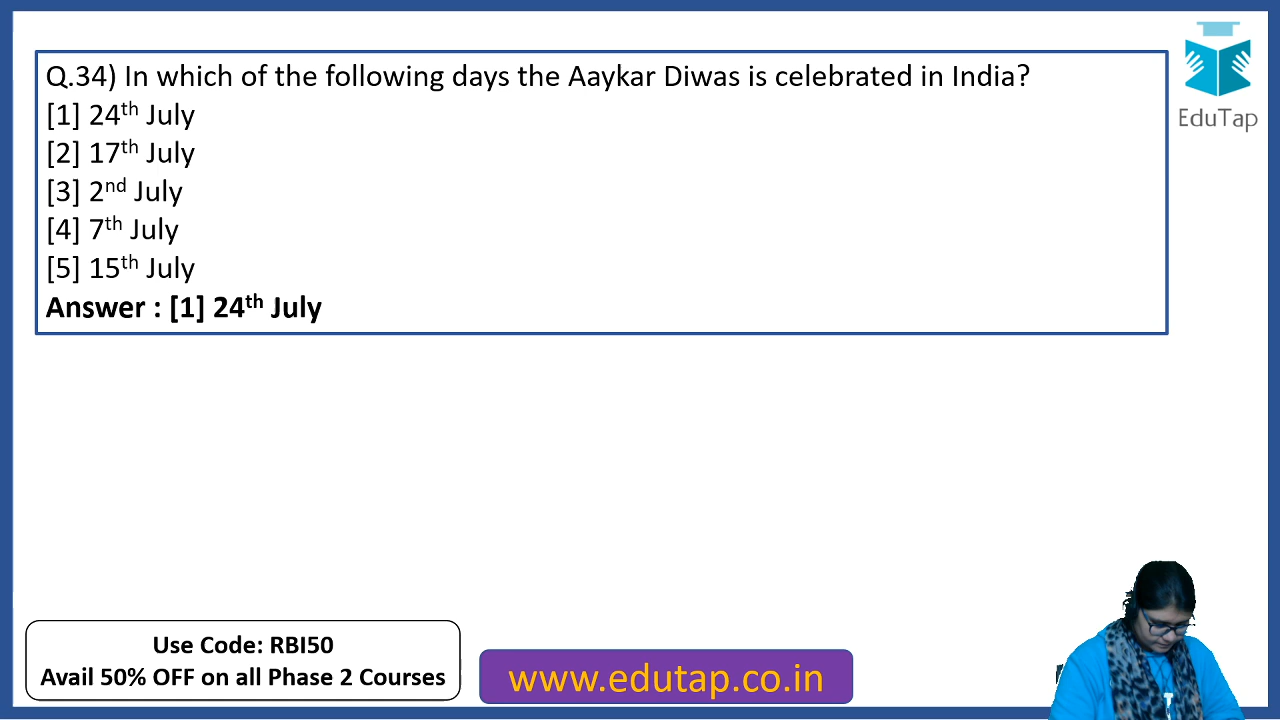 Q.34) In which of the following days the Aaykar Diwas is celebrated in India?
[1] 24th July
[2] 17th July
[3] 2nd July
[4] 7th July
[5] 15th July
Answer : [1] 24th July
EduTap
Use Code: RBI50
Avail 50% OFF on all Phase 2 Courses
www.edutap.co.in